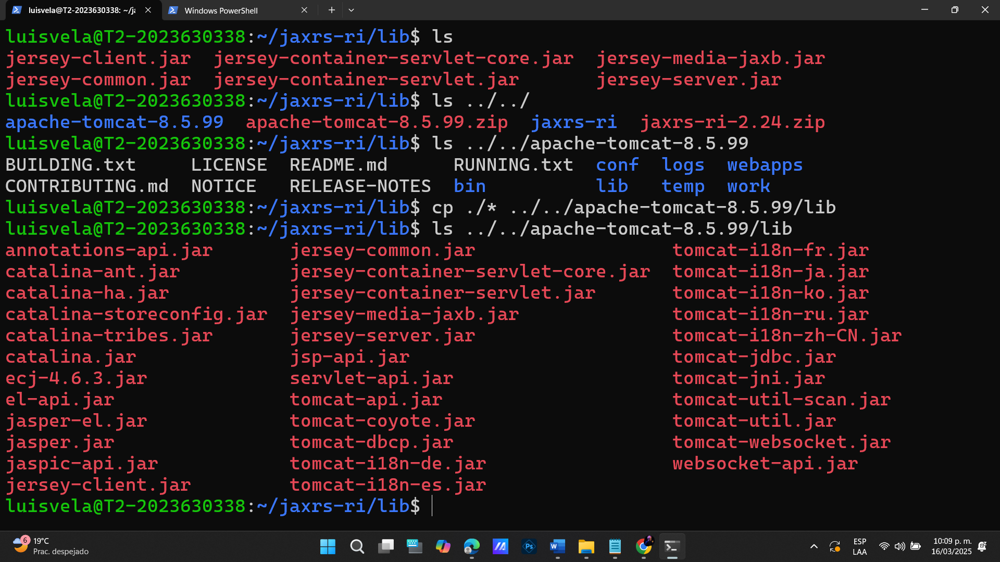 luisvela@T2-2023630338: ~/ja
Windows PowerShell
luisvela@T2-2023630338:~/jaxrs-ri/lib$ ls
jersey-client.jar  jersey-container-servlet-core.jar  jersey-media-jaxb.jar
jersey-common.jar  jersey-container-servlet.jar       jersey-server.jar
luisvela@T2-2023630338:~/jaxrs-ri/lib$ ls ../../
apache-tomcat-8.5.99  apache-tomcat-8.5.99.zip  jaxrs-ri  jaxrs-ri-2.24.zip
luisvela@T2-2023630338:~/jaxrs-ri/lib$ ls ../../apache-tomcat-8.5.99
BUILDING.txt     LICENSE  README.md      RUNNING.txt  conf  logs  webapps
CONTRIBUTING.md  NOTICE   RELEASE-NOTES  bin          lib   temp  work
luisvela@T2-2023630338:~/jaxrs-ri/lib$ cp ./* ../../apache-tomcat-8.5.99/lib
luisvela@T2-2023630338:~/jaxrs-ri/lib$ ls ../../apache-tomcat-8.5.99/lib
annotations-api.jar       jersey-common.jar                  tomcat-i18n-fr.jar
catalina-ant.jar          jersey-container-servlet-core.jar  tomcat-i18n-ja.jar
catalina-ha.jar           jersey-container-servlet.jar       tomcat-i18n-ko.jar
catalina-storeconfig.jar  jersey-media-jaxb.jar              tomcat-i18n-ru.jar
catalina-tribes.jar       jersey-server.jar                  tomcat-i18n-zh-CN.jar
catalina.jar              jsp-api.jar                        tomcat-jdbc.jar
ecj-4.6.3.jar             servlet-api.jar                    tomcat-jni.jar
el-api.jar                tomcat-api.jar                     tomcat-util-scan.jar
jasper-el.jar             tomcat-coyote.jar                  tomcat-util.jar
jasper.jar                tomcat-dbcp.jar                    tomcat-websocket.jar
jaspic-api.jar            tomcat-i18n-de.jar                 websocket-api.jar
jersey-client.jar         tomcat-i18n-es.jar
luisvela@T2-2023630338:~/jaxrs-ri/lib$
6
19°C
Prac. despejado
Ps
W
ESP
LAA
10:09 p. m.
16/03/2025